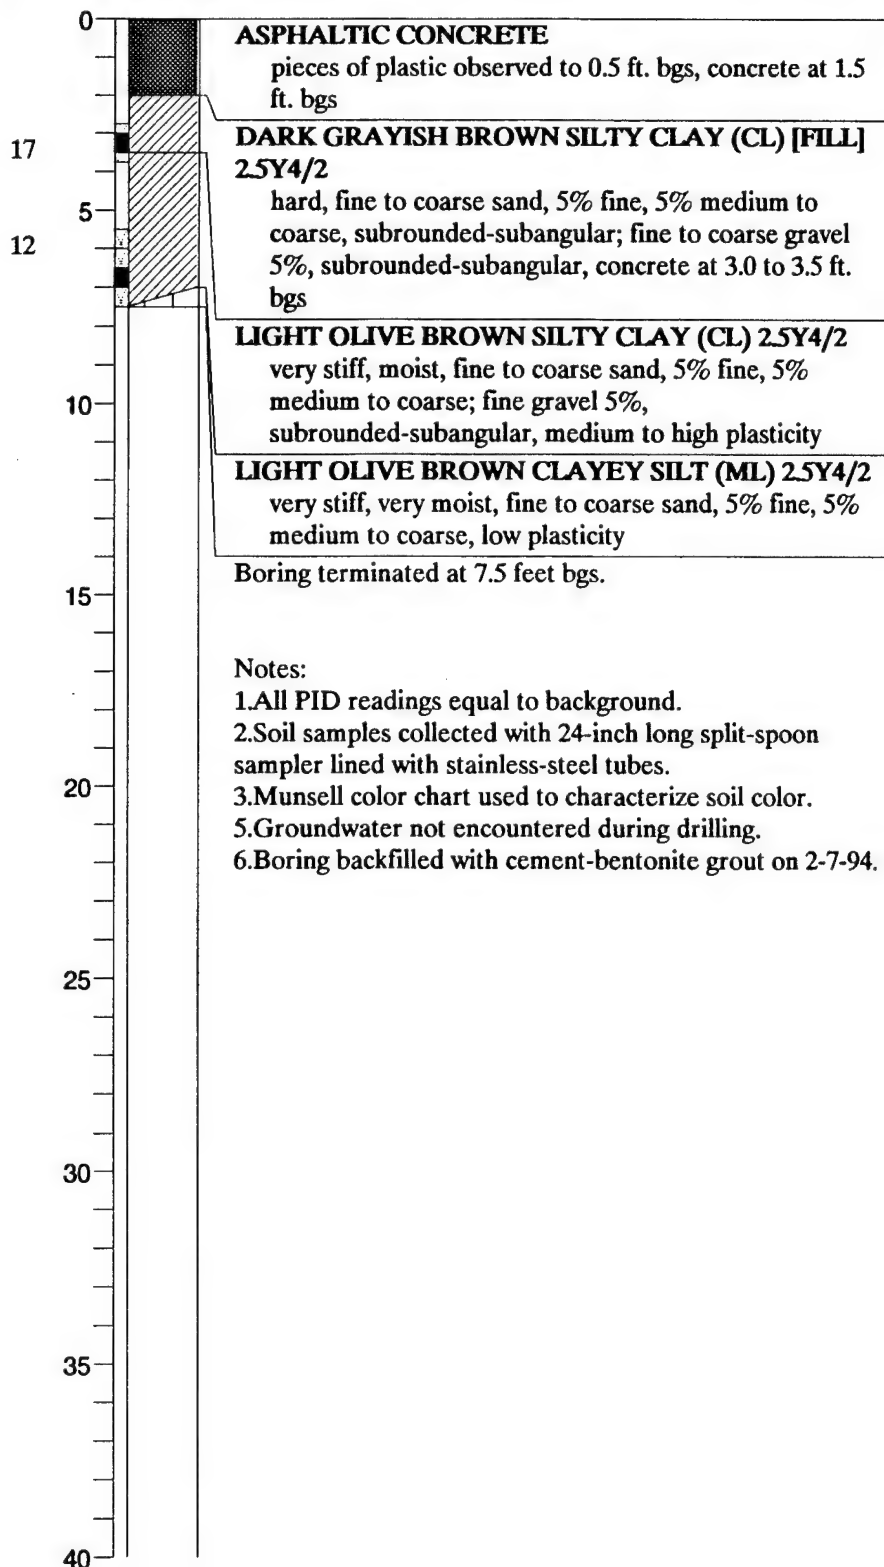 0
ASPHALTIC CONCRETE
pieces of plastic observed to 0.5 ft. bgs, concrete at 1.5
ft. bgs
DARK GRAYISH BROWN SILTY CLAY (CL) [FILL]
2.5Y4/2
17
hard, fine to coarse sand, 5% fine, 5% medium to
5
coarse, subrounded-subangular; fine to coarse gravel
12
5%, subrounded-subangular, concrete at 3.0 to 3.5 ft.
bgs
LIGHT OLIVE BROWN SILTY CLAY (CL) 2.5Y4/2
very stiff, moist, fine to coarse sand, 5% fine, 5%
10
medium to coarse; fine gravel 5%,
subrounded-subangular, medium to high plasticity
LIGHT OLIVE BROWN CLAYEY SILT (ML) 2.5Y4/2
very stiff, very moist, fine to coarse sand, 5% fine, 5%
medium to coarse, low plasticity
Boring terminated at 7.5 feet bgs.
15
Notes:
1.All PID readings equal to background.
2.Soil samples collected with 24-inch long split-spoon
sampler lined with stainless-steel tubes.
20
3.Munsell color chart used to characterize soil color.
5.Groundwater not encountered during drilling.
6.Boring backfilled with cement-bentonite grout on 2-7-94.
25
30
35
40